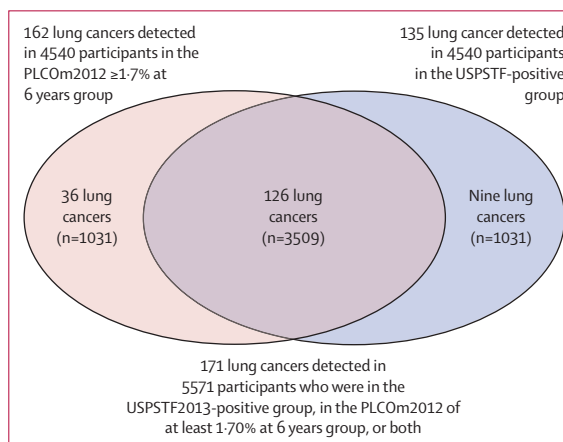 162 lung cancers detected
in 4540 participants in the
PLCOm2012 ≥1·7% at
6 years group
135 lung cancer detected
in 4540 participants
in the USPSTF-positive
group
36 lung
cancers
(n=1031)
126 lung
cancers
(n=3509)
Nine lung
cancers
(n=1031)
171 lung cancers detected in
5571 participants who were in the
USPSTF2013-positive group, in the PLCOm2012 of
at least 1·70% at 6 years group, or both